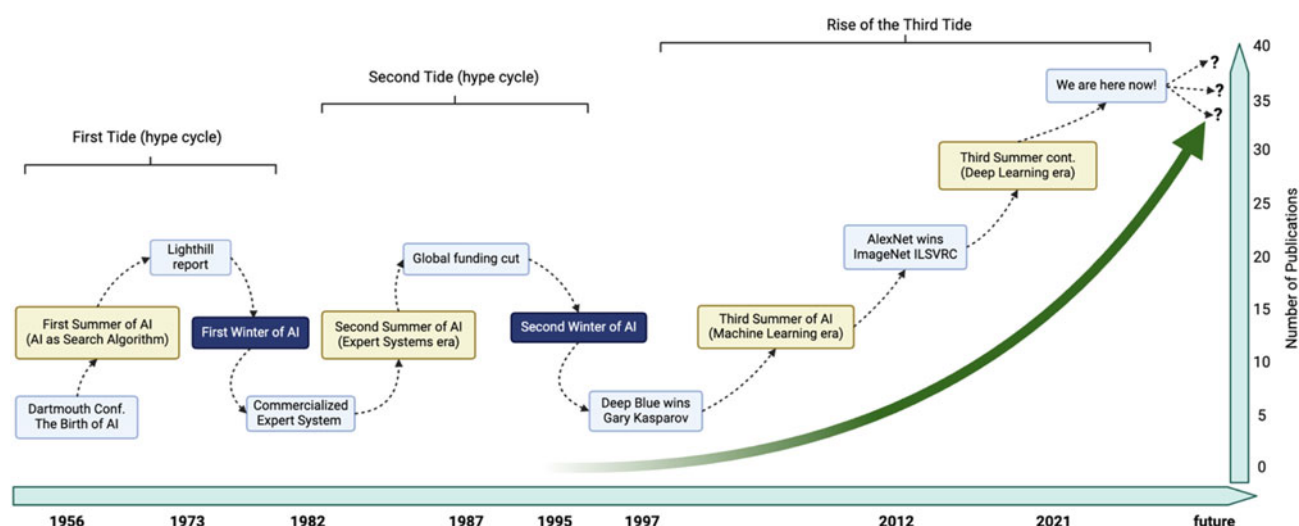 Rise of the Third Tide
Second Tide (hype cycle)
First Tide (hype cycle)
Dartmouth Conf.
The Birth of AI
First Summer of AI
(AI as Search Algorithm)
Lighthill
report
First Winter of AI
Commercialized
Expert System
Second Summer of AI
(Expert Systems era)
Global funding cut
Second Winter of AI
Deep Blue wins
Gary Kasparov
Third Summer of AI
(Machine Learning era)
AlexNet wins
ImageNet ILSVRC
Third Summer cont.
(Deep Learning era)
We are here now!
?
?
?
40
35
30
25
20
15
10
5
0
Number of Publications
1956
1973
1982
1987
1995
1997
2012
2021
future